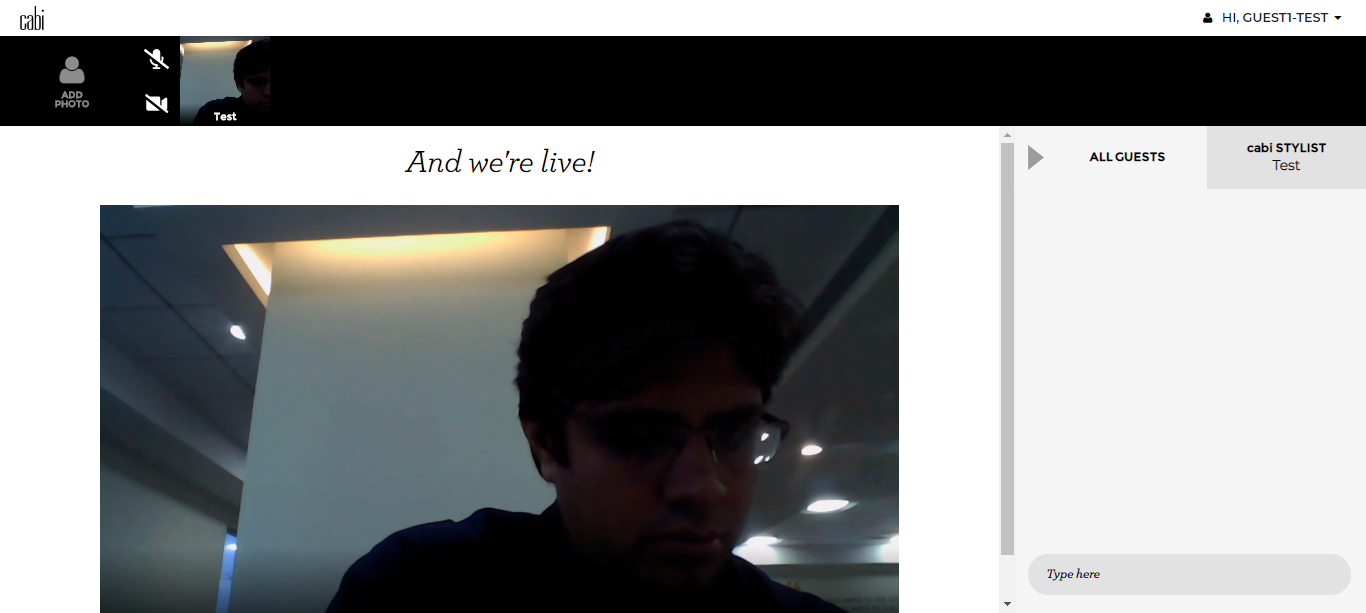 cabi
HI, GUEST1-TEST
ADD
PHOTO
Test
And we're live!
ALL GUESTS
cabi STYLIST
Test
Type here